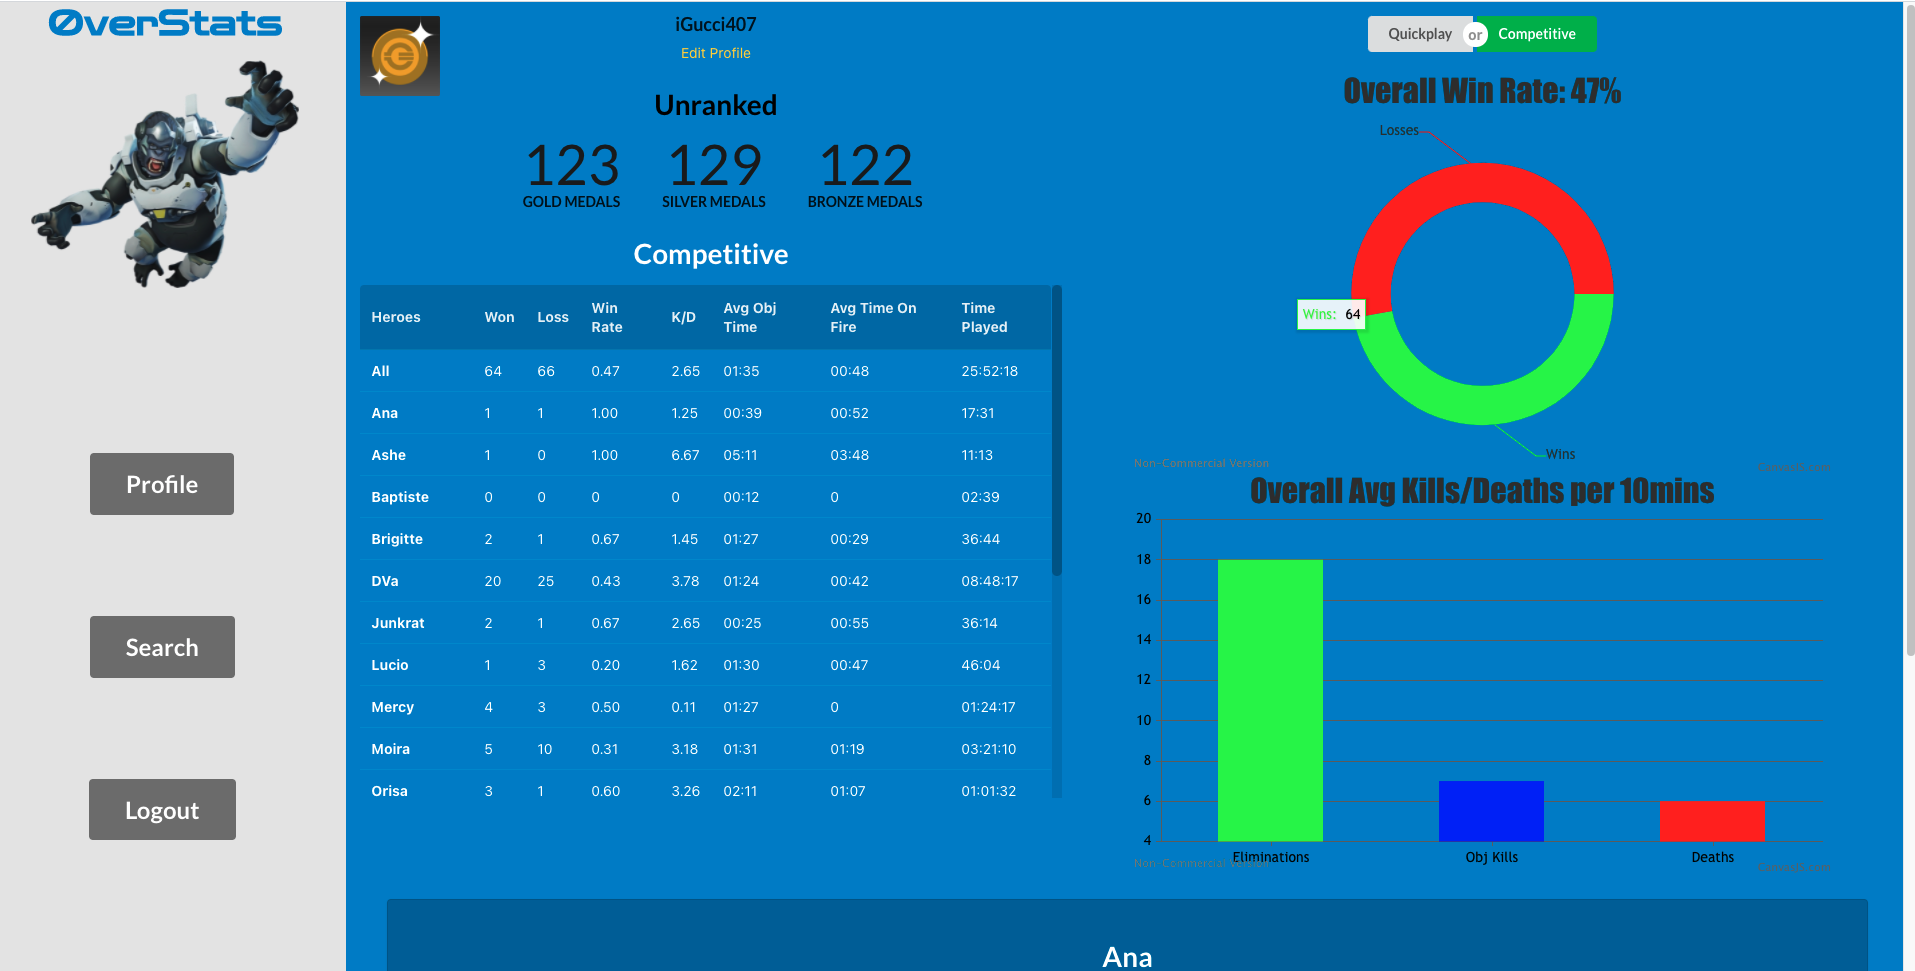 ØverStats
Profile
Search
Logout
iGucci407
Edit Profile
Unranked
123 129 122
GOLD MEDALS SILVER MEDALS BRONZE MEDALS
Competitive
Heroes Won Loss Win Rate K/D Avg Obj Time Avg Time On Fire Time Played
All 64 66 0.47 2.65 01:35 00:48 25:52:18
Ana 1 1 1.00 1.25 00:39 00:52 17:31
Ashe 1 0 1.00 6.67 05:11 03:48 11:13
Baptiste 0 0 0 0 00:12 0 02:39
Brigitte 2 1 0.67 1.45 01:27 00:29 36:44
DVa 20 25 0.43 3.78 01:24 00:42 08:48:17
Junkrat 2 1 0.67 2.65 00:25 00:55 36:14
Lucio 1 3 0.20 1.62 01:30 00:47 46:04
Mercy 4 3 0.50 0.11 01:27 0 01:24:17
Moira 5 10 0.31 3.18 01:31 01:19 03:21:10
Orisa 3 1 0.60 3.26 02:11 01:07 01:01:32
Quickplay or Competitive
Overall Win Rate: 47%
Losses
Wins: 64
Wins
Non-Commercial Version
Overall Avg Kills/Deaths per 10mins
20
18
16
14
12
10
8
6
4
Eliminations Obj Kills Deaths
Non-Commercial Version
Ana